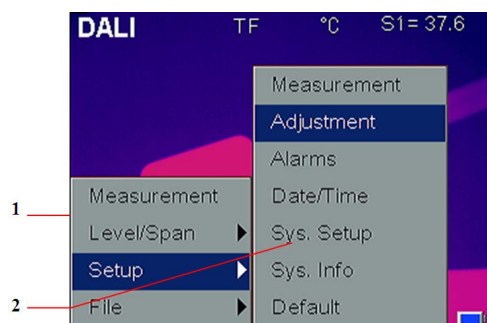 DALI TF °C S1= 37.6
Measurement
Adjustment
Alarms
Date/Time
Sys. Setup
Sys. Info
Default
Measurement
Level/Span
Setup
File
1
2